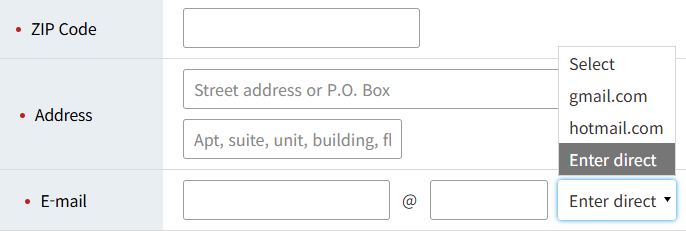 • ZIP Code
• Address
Street address or P.O. Box
Apt, suite, unit, building, fl
• E-mail
@
Enter direct
Select
gmail.com
hotmail.com
Enter direct